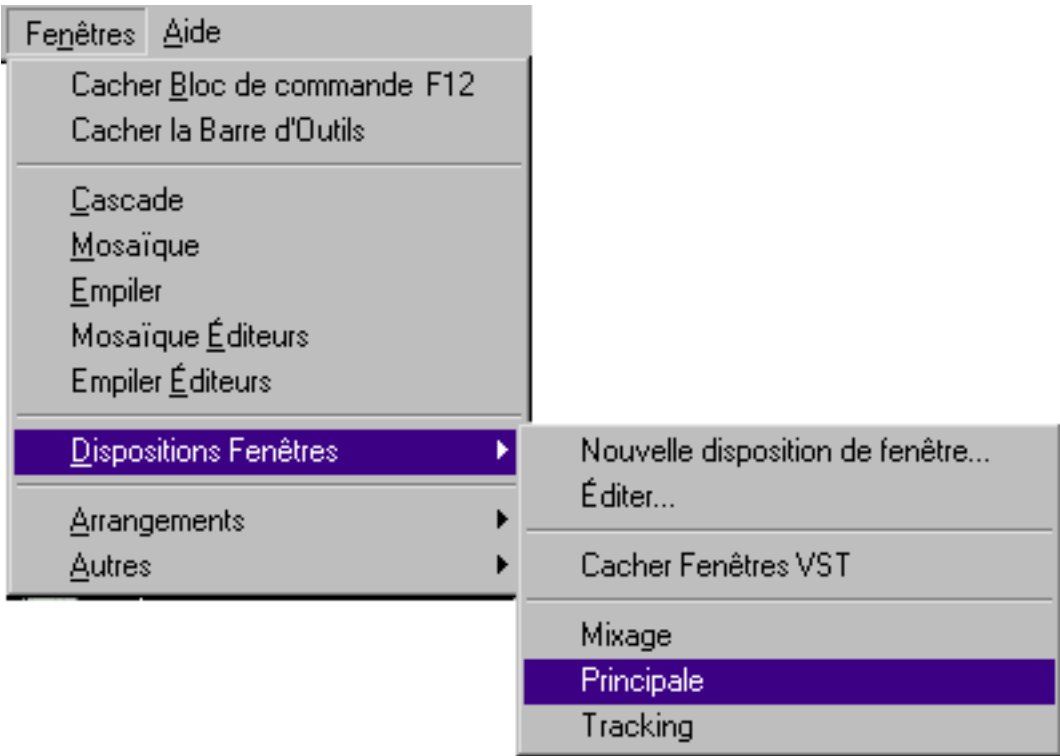 Fenêtres Aide
Cacher Bloc de commande F12
Cacher la Barre d'Outils
Cascade
Mosaïque
Empiler
Mosaïque Éditeurs
Empiler Éditeurs
Dispositions Fenêtres
Arrangements
Autres
Nouvelle disposition de fenêtre...
Éditer...
Cacher Fenêtres VST
Mixage
Principale
Tracking